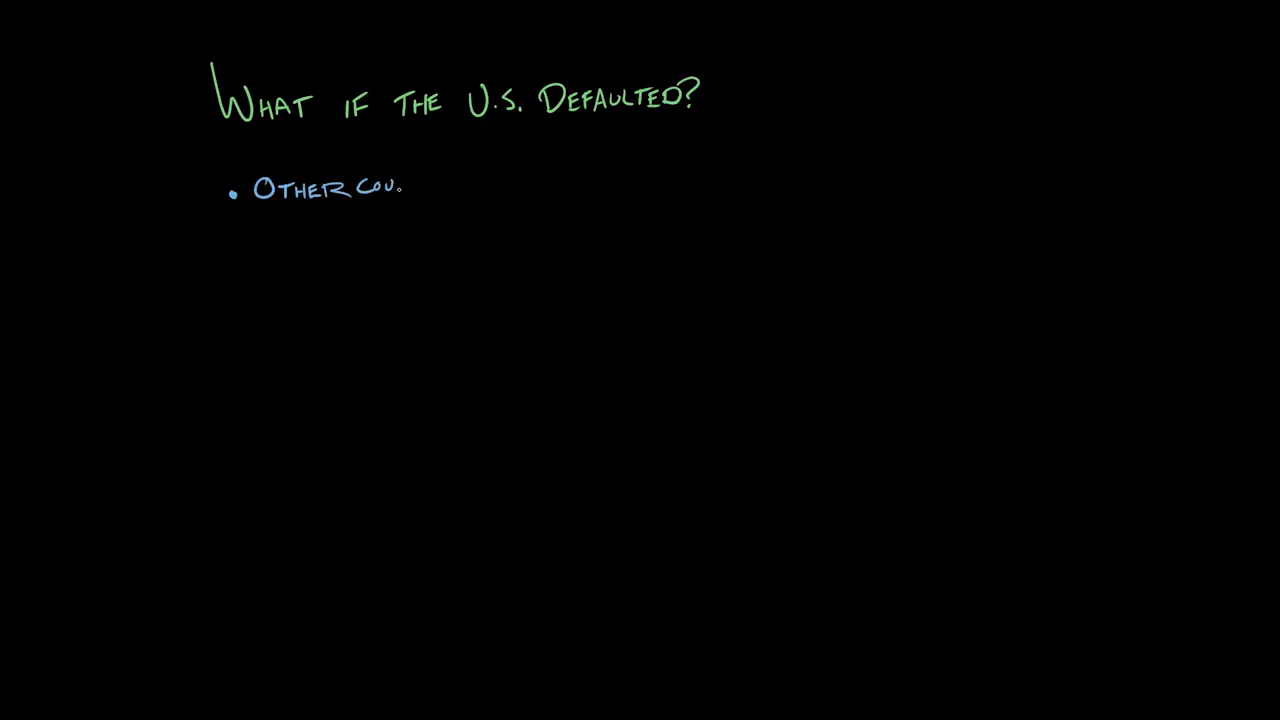 WHAT IF THE U.S. DEFAULTED?
• OTHER COU